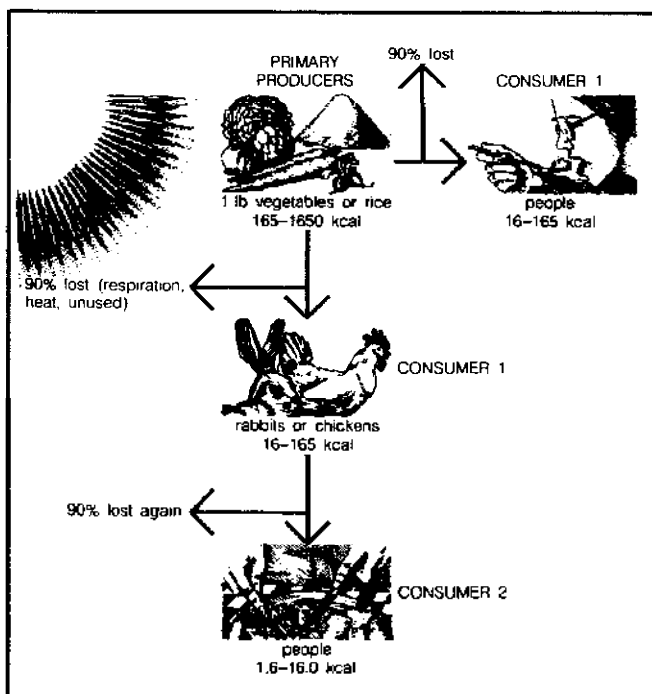 90% lost
PRIMARY
PRODUCERS
CONSUMER 1
1 lb vegetables or rice
165–1650 kcal
people
16–165 kcal
90% lost (respiration,
heat, unused)
CONSUMER 1
rabbits or chickens
16–165 kcal
90% lost again
CONSUMER 2
people
1.6–16.0 kcal